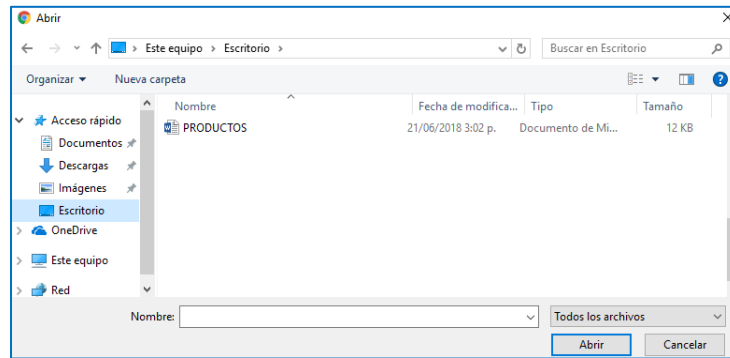 Abrir
Este equipo > Escritorio >
Buscar en Escritorio
Organizar
Nueva carpeta
Nombre Fecha de modifica... Tipo Tamaño
PRODUCTOS 21/06/2018 3:02 p. Documento de Mi... 12 KB
Acceso rápido
Documentos
Descargas
Imágenes
Escritorio
OneDrive
Este equipo
Red
Nombre:
Todos los archivos
Abrir
Cancelar